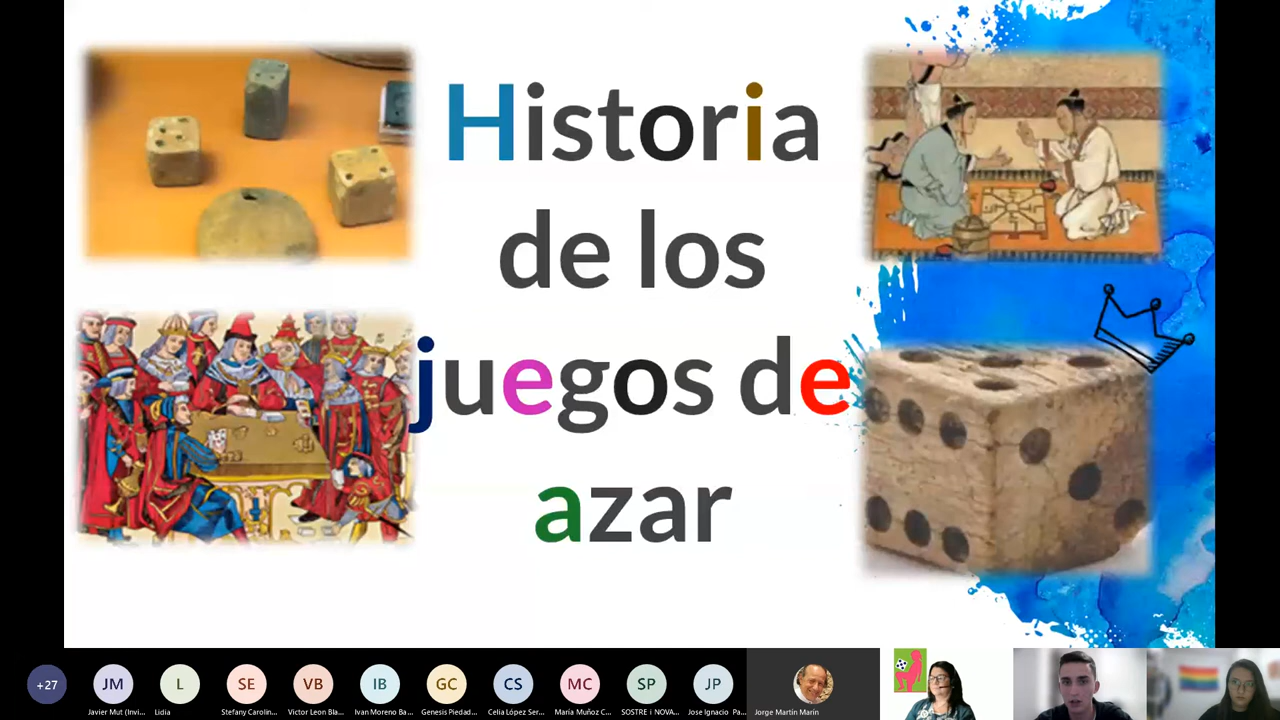 Historia
de los
juegos de
azar
+27
JM
L
SE
VB
IB
GC
CS
MC
SP
JP
Javier Mut (Invi...
Lidia
Stefany Carolin...
Victor Leon Bla...
Ivan Moreno Ba...
Genesis Piedad...
Celia López Ser...
María Muñoz C...
SOSTRE i NOVA...
Jose Ignacio Pa...
Jorge Martín Marín